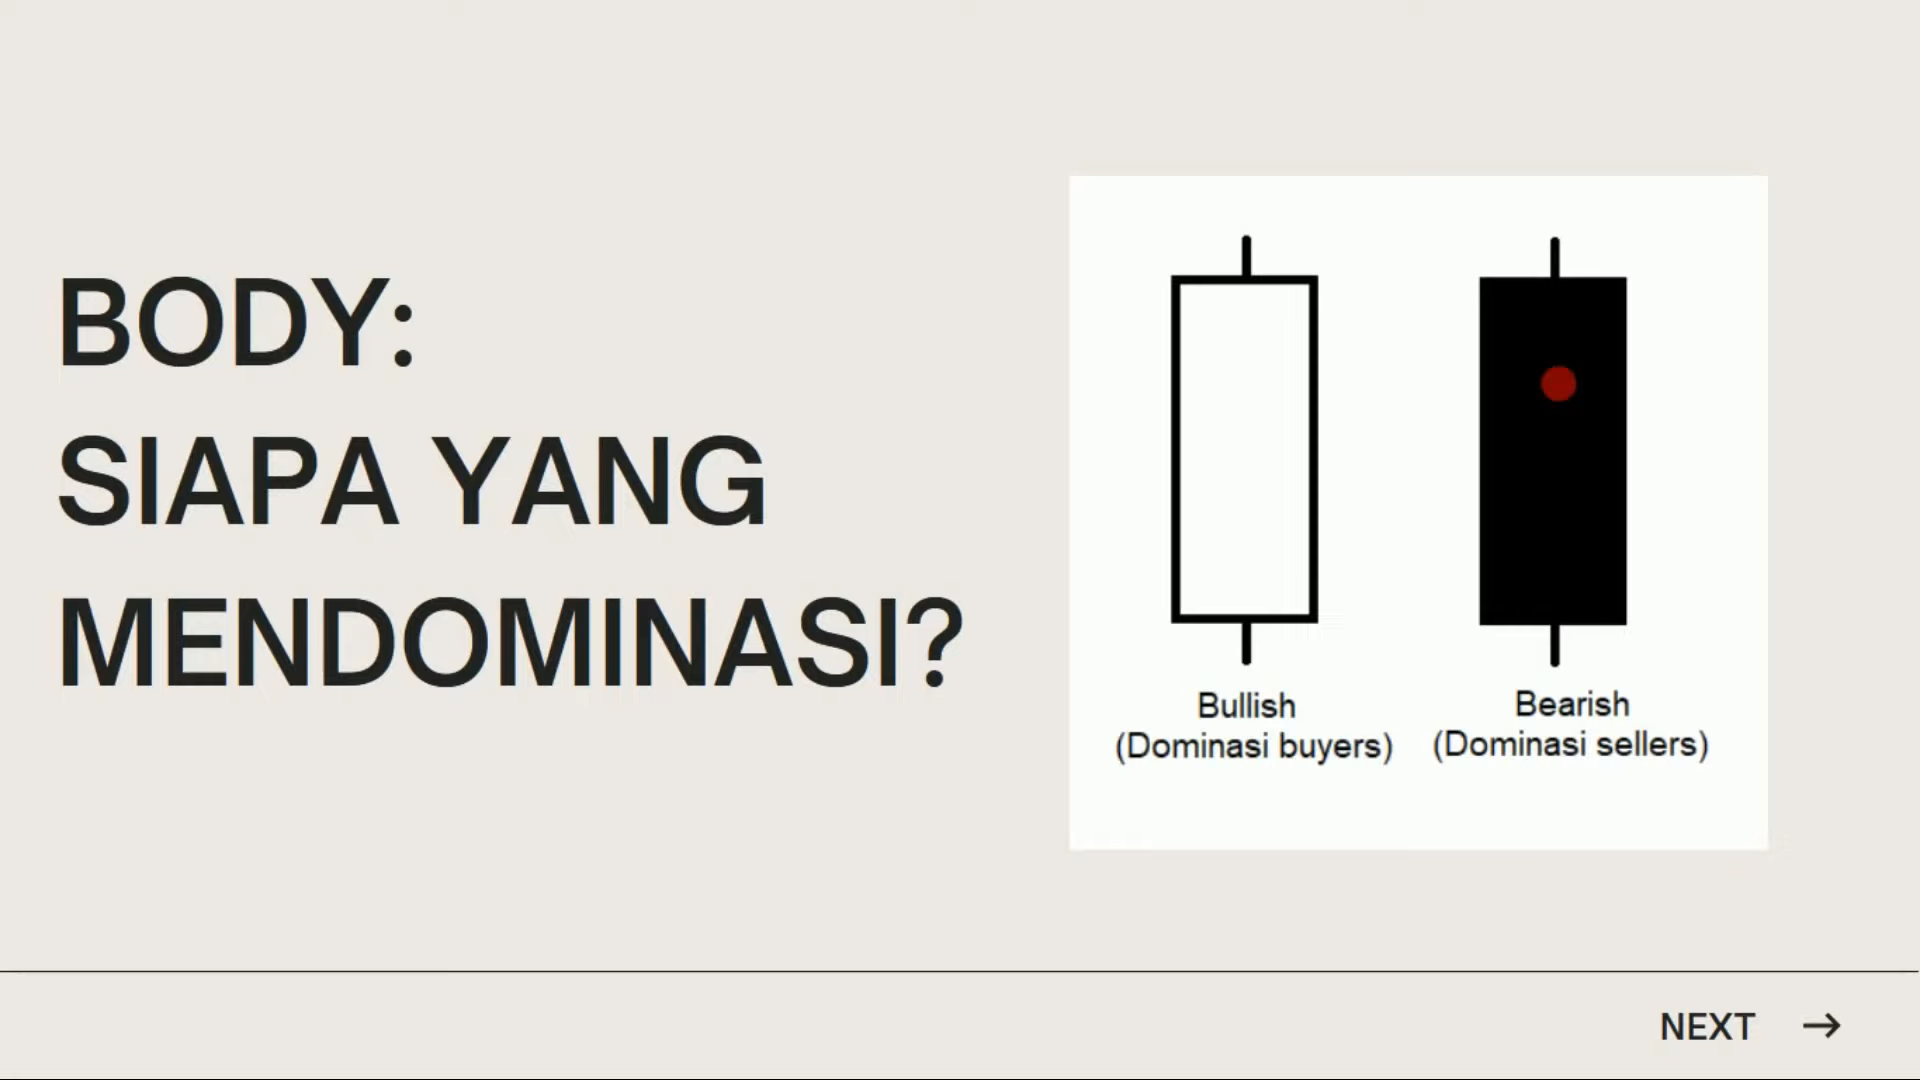 BODY:
SIAPA YANG
MENDOMINASI?
Bullish
(Dominasi buyers)
Bearish
(Dominasi sellers)
NEXT →